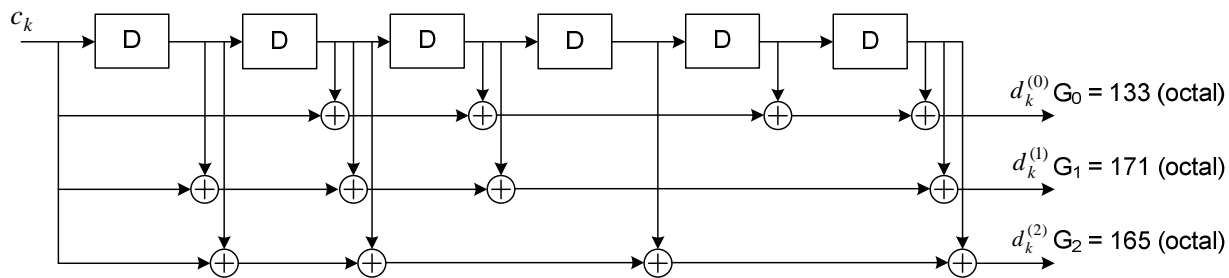 c_k
D D D D D D
d_k^{(0)} G_0 = 133 (octal)
d_k^{(1)} G_1 = 171 (octal)
d_k^{(2)} G_2 = 165 (octal)